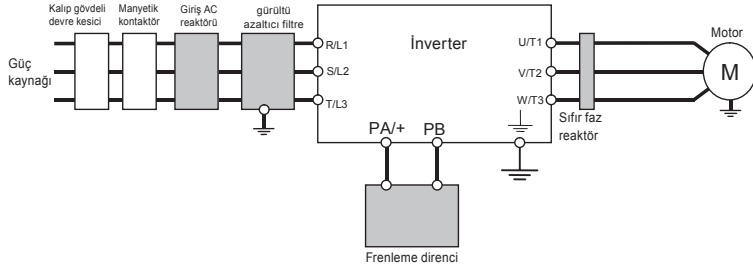 Kalıp gövdeli
devre kesici
Manyetik
kontaktör
Giriş AC
reaktörü
gürültü
azaltıcı filtre
Güç
kaynağı
R/L1
S/L2
T/L3
İnverter
U/T1
V/T2
W/T3
PA/+
PB
Sıfır faz
reaktör
Motor
M
Frenleme direnci